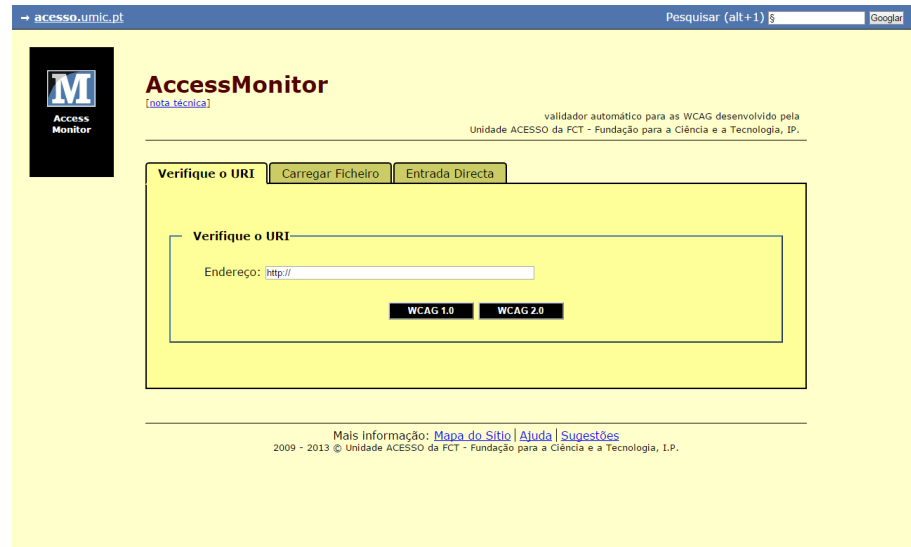 → acesso.umic.pt
Pesquisar (alt+1) § Googlar
M
Access
Monitor
AccessMonitor
[nota técnica]
validador automático para as WCAG desenvolvido pela
Unidade ACESSO da FCT - Fundação para a Ciência e a Tecnologia, IP.
Verifique o URI Carregar Ficheiro Entrada Directa
Verifique o URI
Endereço: http://
WCAG 1.0 WCAG 2.0
Mais informação: Mapa do Sítio| Ajuda| Sugestões
2009 - 2013 © Unidade ACESSO da FCT - Fundação para a Ciência e a Tecnologia, I.P.